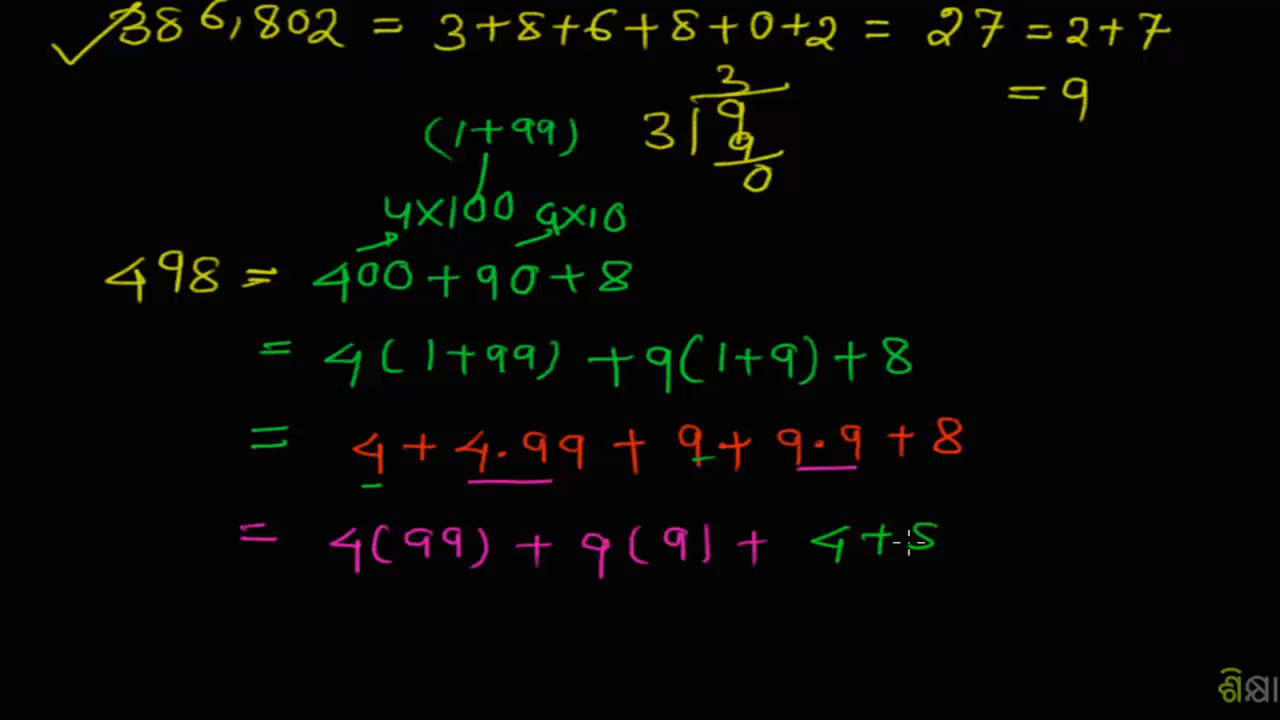 386,802 = 3+8+6+8+0+2 = 27 = 2+7
= 9
(1+99)
3
3 9
9
0
4×100 9×10
498 = 400+90+8
= 4(1+99)+9(1+9)+8
= 4+4.99+9+9.9+8
= 4(99)+9(9)+ 4+5
ଶିକ୍ଷା